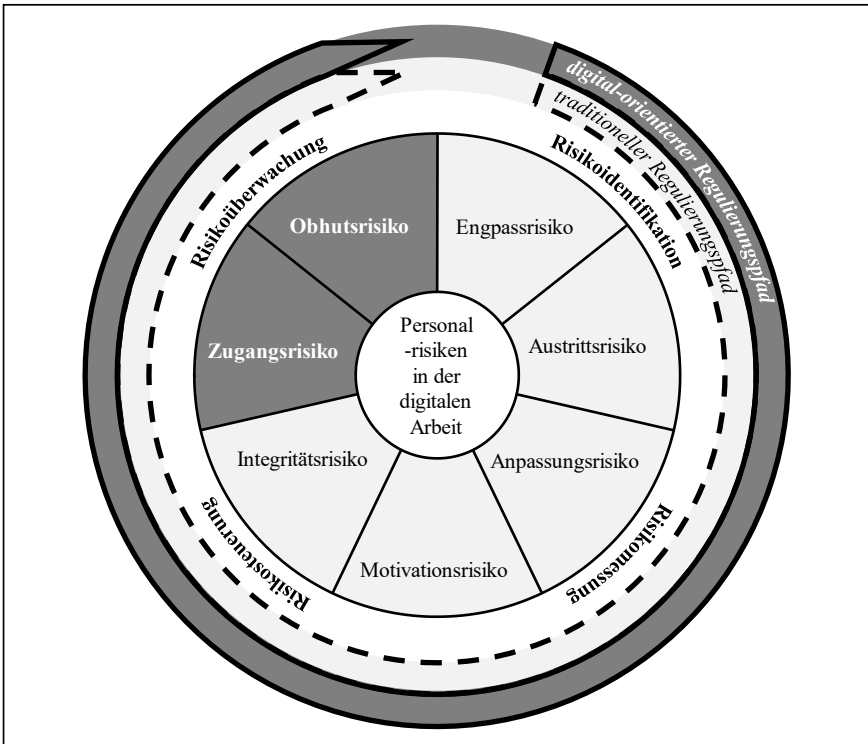 digital-orientierter Regulierungspfad
traditioneller Regulierungspfad
Risikoüberwachung
Risikoidentifikation
Obhutsrisiko
Engpassrisiko
Zugangsrisiko
Personal
-risiken
in der
digitalen
Arbeit
Austrittsrisiko
Integritätsrisiko
Anpassungsrisiko
Motivationsrisiko
Risikosteuerung
Risikomessung